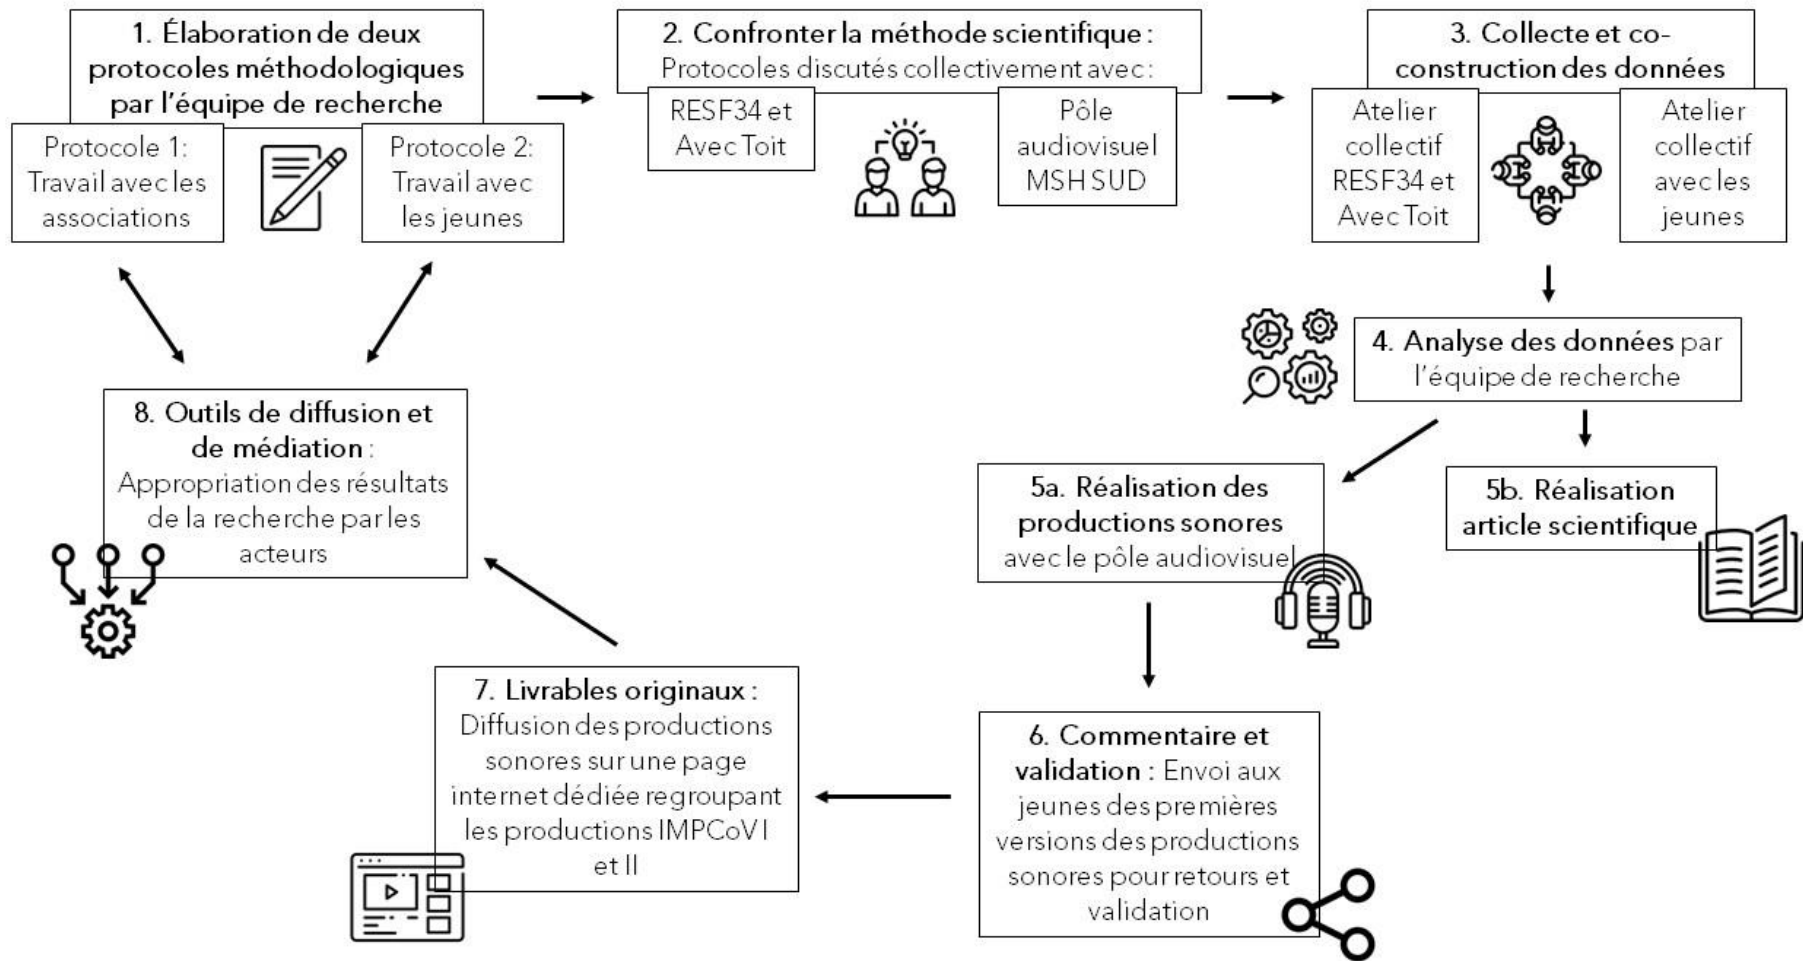 1. Élaboration de deux
protocoles méthodologiques
par l'équipe de recherche
Protocole 1:
Travail avec les
associations
Protocole 2:
Travail avec
les jeunes
2. Confronter la méthode scientifique :
Protocoles discutés collectivement avec :
RESF34 et
Avec Toit
Pôle
audiovisuel
MSH SUD
3. Collecte et co-
construction des données
Atelier
collectif
RESF34 et
Avec Toit
Atelier
collectif
avec les
jeunes
4. Analyse des données par
l'équipe de recherche
5a. Réalisation des
productions sonores
avec le pôle audiovisuel
5b. Réalisation
article scientifique
6. Commentaire et
validation : Envoi aux
jeunes des premières
versions des productions
sonores pour retours et
validation
7. Livrables originaux :
Diffusion des productions
sonores sur une page
internet dédiée regroupant
les productions IMPCoV I
et II
8. Outils de diffusion et
de médiation :
Appropriation des résultats
de la recherche par les
acteurs